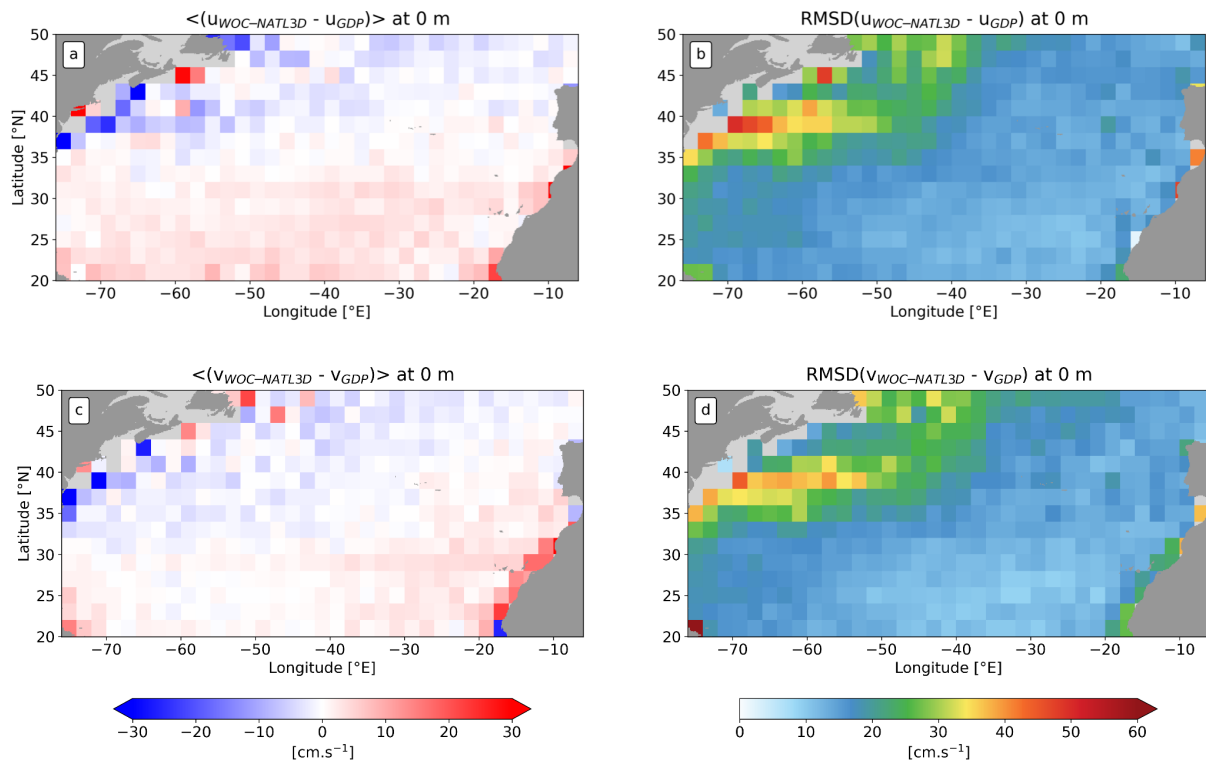 <(u_WOC−NATL3D - u_GDP)> at 0 m
RMSD(u_WOC−NATL3D - u_GDP) at 0 m
a
b
50
45
40
35
30
25
20
Latitude [°N]
−70 −60 −50 −40 −30 −20 −10
Longitude [°E]
50
45
40
35
30
25
20
−70 −60 −50 −40 −30 −20 −10
Longitude [°E]
<(v_WOC−NATL3D - v_GDP)> at 0 m
RMSD(v_WOC−NATL3D - v_GDP) at 0 m
c
d
50
45
40
35
30
25
20
Latitude [°N]
−70 −60 −50 −40 −30 −20 −10
Longitude [°E]
50
45
40
35
30
25
20
−70 −60 −50 −40 −30 −20 −10
Longitude [°E]
−30 −20 −10 0 10 20 30
[cm.s⁻¹]
0 10 20 30 40 50 60
[cm.s⁻¹]